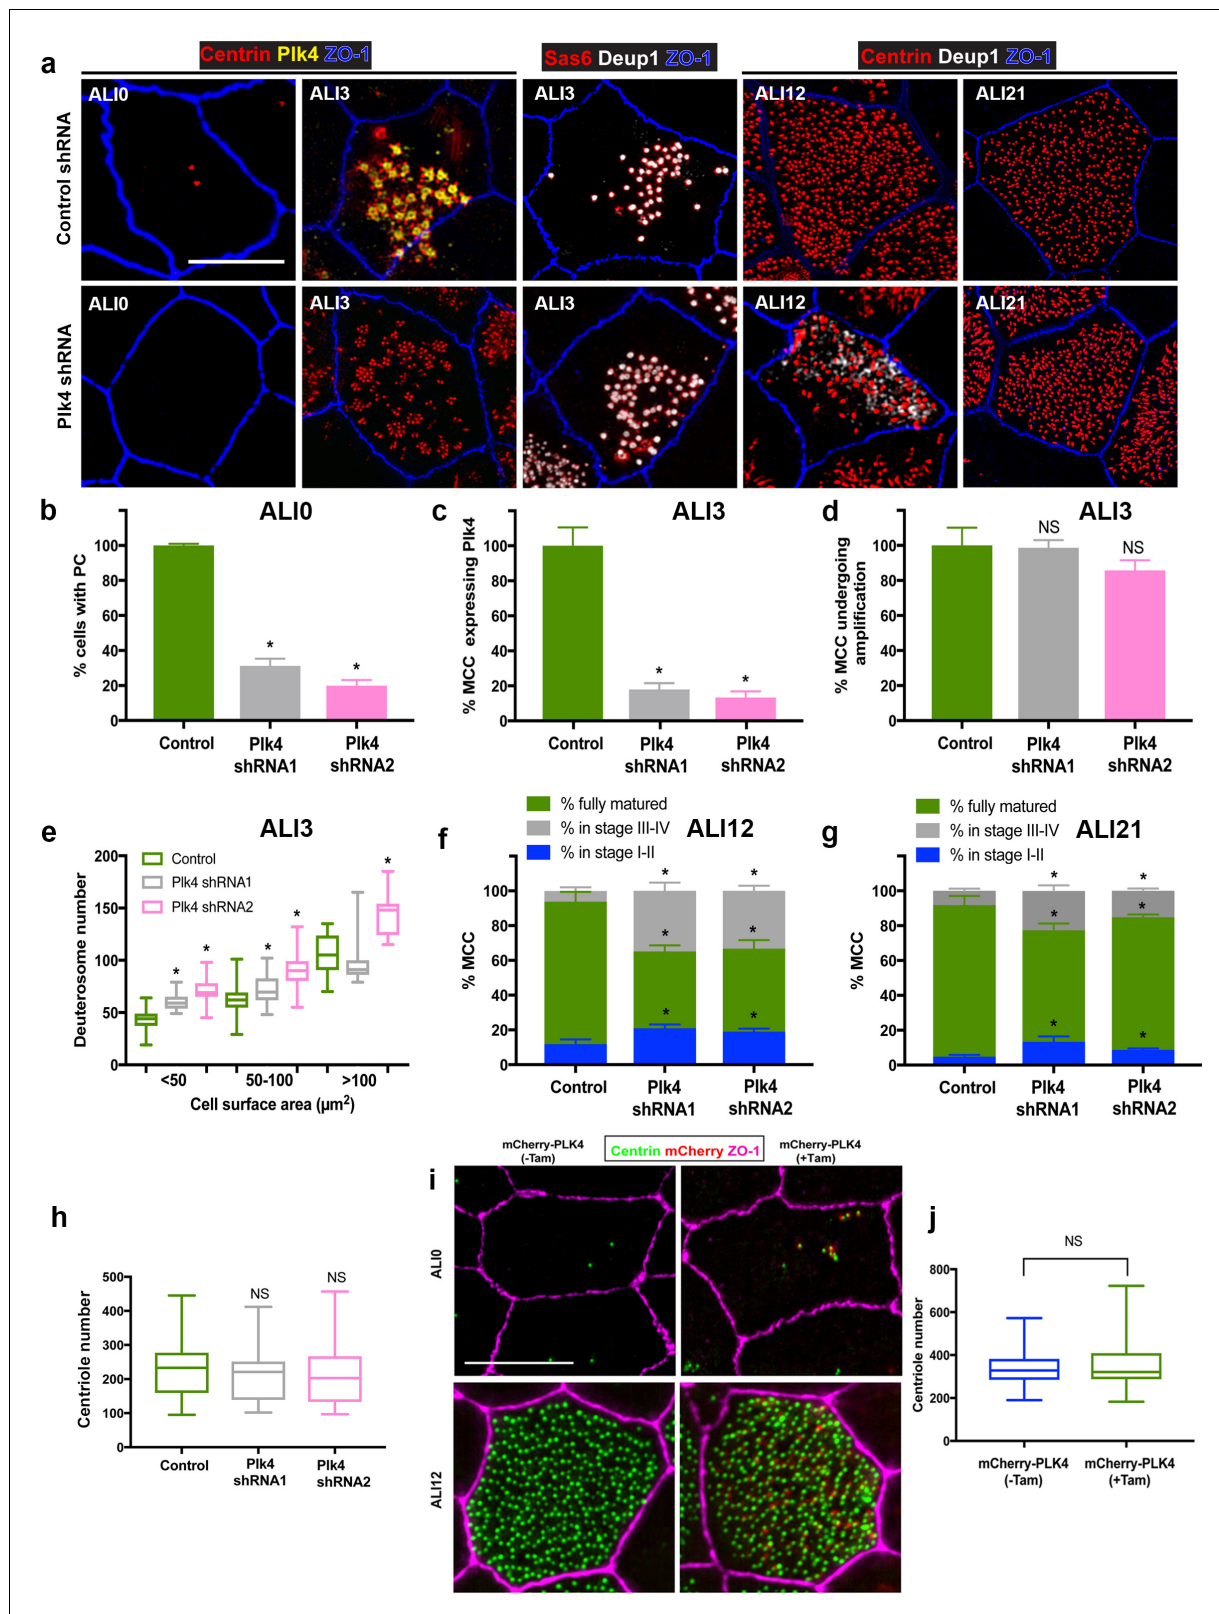 a
Centrin Plk4 ZO-1
Sas6 Deup1 ZO-1
Centrin Deup1 ZO-1
Control shRNA
ALI0
ALI3
ALI3
ALI12
ALI21
Plk4 shRNA
ALI0
ALI3
ALI3
ALI12
ALI21
b
ALI0
% cells with PC
100
80
60
40
20
0
*
*
Control
Plk4
shRNA1
Plk4
shRNA2
c
ALI3
% MCC expressing Plk4
100
80
60
40
20
0
*
*
Control
Plk4
shRNA1
Plk4
shRNA2
d
ALI3
% MCC undergoing
amplification
100
80
60
40
20
0
NS
NS
Control
Plk4
shRNA1
Plk4
shRNA2
e
ALI3
Control
Plk4 shRNA1
Plk4 shRNA2
Deuterosome number
200
150
100
50
0
*
*
*
*
*
<50
50-100
>100
Cell surface area (µm2)
f
% fully matured
% in stage III-IV
% in stage I-II
ALI12
% MCC
100
80
60
40
20
0
*
*
*
*
*
*
Control
Plk4
shRNA1
Plk4
shRNA2
g
% fully matured
% in stage III-IV
% in stage I-II
ALI21
% MCC
100
80
60
40
20
0
*
*
*
*
*
*
Control
Plk4
shRNA1
Plk4
shRNA2
h
Centriole number
500
400
300
200
100
0
NS
NS
Control
Plk4
shRNA1
Plk4
shRNA2
i
mCherry-PLK4
(-Tam)
Centrin mCherry ZO-1
mCherry-PLK4
(+Tam)
ALI0
ALI12
j
NS
Centriole number
800
600
400
200
0
mCherry-PLK4
(-Tam)
mCherry-PLK4
(+Tam)